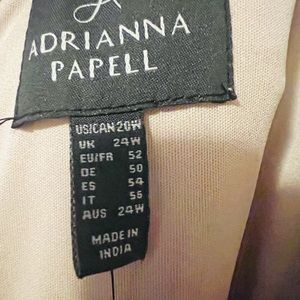 ADRIANNA
PAPELL
US/CAN 20W
UK 24W
EU/FR 52
DE 50
ES 54
IT 56
AUS 24W
MADE IN
INDIA